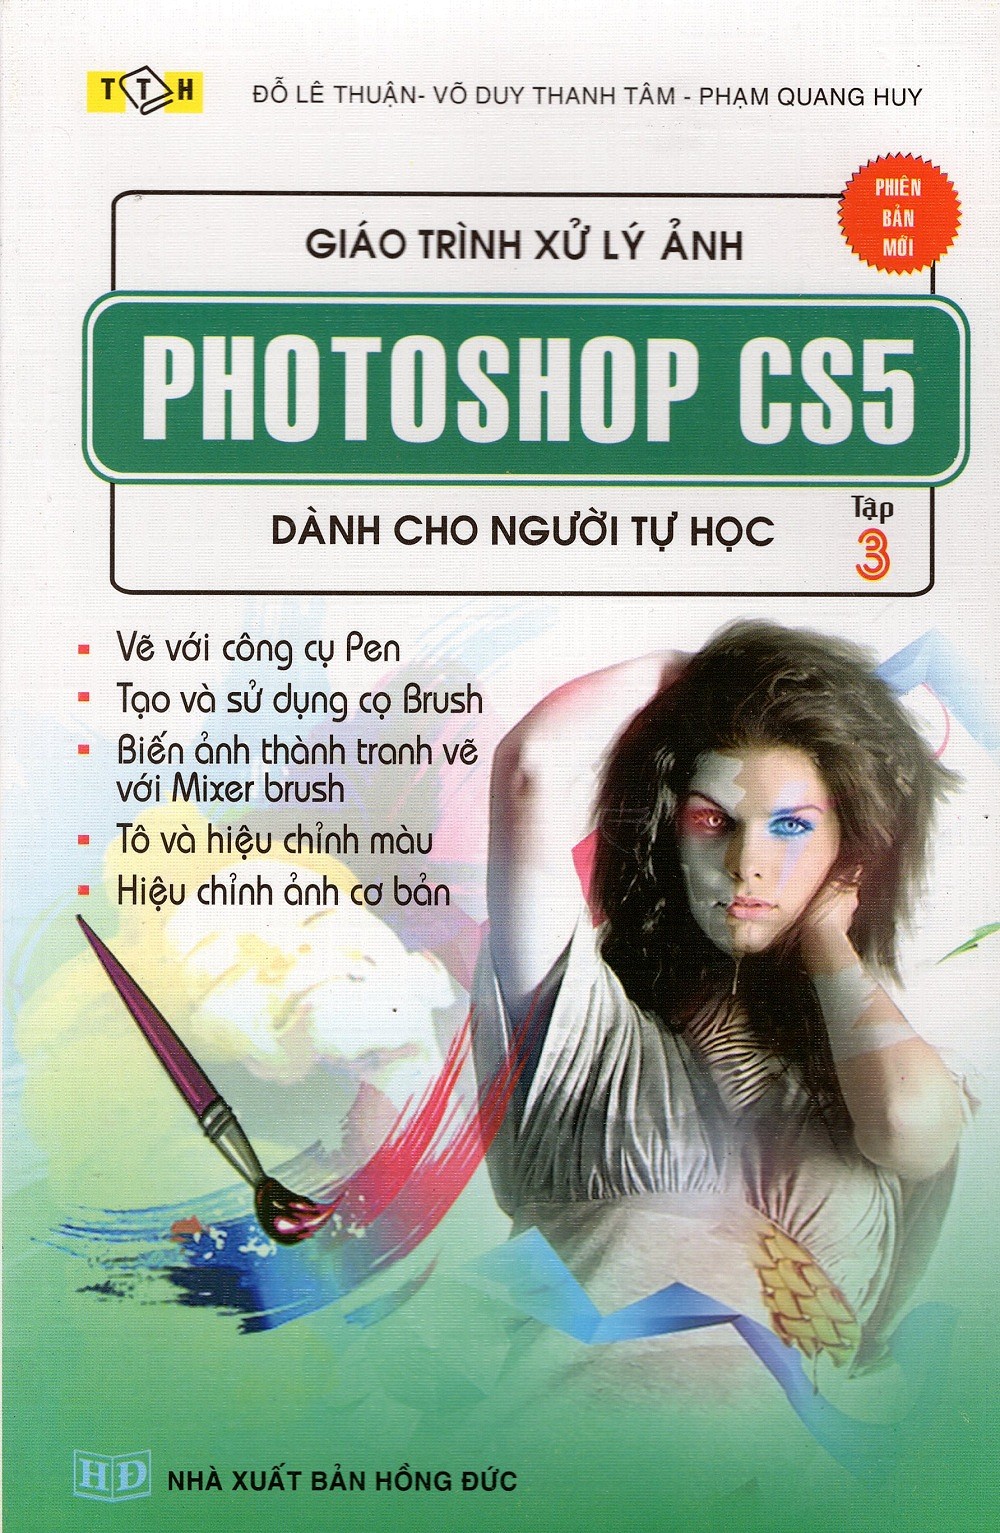 TTH
ĐỖ LÊ THUẬN- VÕ DUY THANH TÂM - PHẠM QUANG HUY
PHIÊN
BẢN
MỚI
GIÁO TRÌNH XỬ LÝ ẢNH
PHOTOSHOP CS5
DÀNH CHO NGƯỜI TỰ HỌC
Tập
3
Vẽ với công cụ Pen
Tạo và sử dụng cọ Brush
Biến ảnh thành tranh vẽ
với Mixer brush
Tô và hiệu chỉnh màu
Hiệu chỉnh ảnh cơ bản
HĐ
NHÀ XUẤT BẢN HỒNG ĐỨC